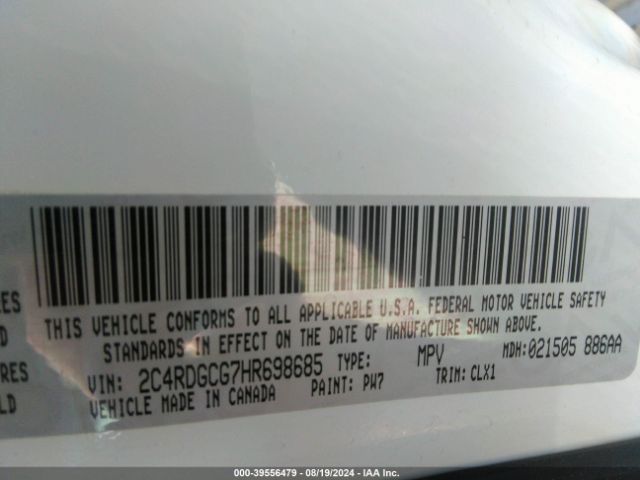 THIS VEHICLE CONFORMS TO ALL APPLICABLE U.S.A. FEDERAL MOTOR VEHICLE SAFETY
STANDARDS IN EFFECT ON THE DATE OF MANUFACTURE SHOWN ABOVE.
VIN: 2C4RDGCG7HR698685 TYPE: MPV MDH:021505 886AA
VEHICLE MADE IN CANADA PAINT: PW7 TRIM: CLX1
000-39556479 - 08/19/2024 - IAA Inc.